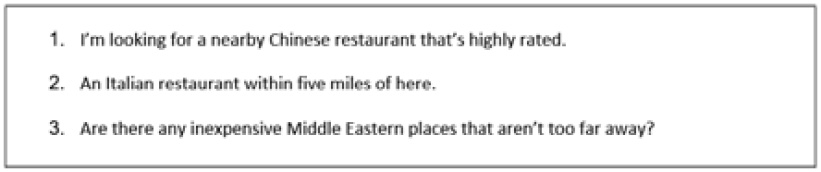 1. I'm looking for a nearby Chinese restaurant that's highly rated.
2. An Italian restaurant within five miles of here.
3. Are there any inexpensive Middle Eastern places that aren't too far away?